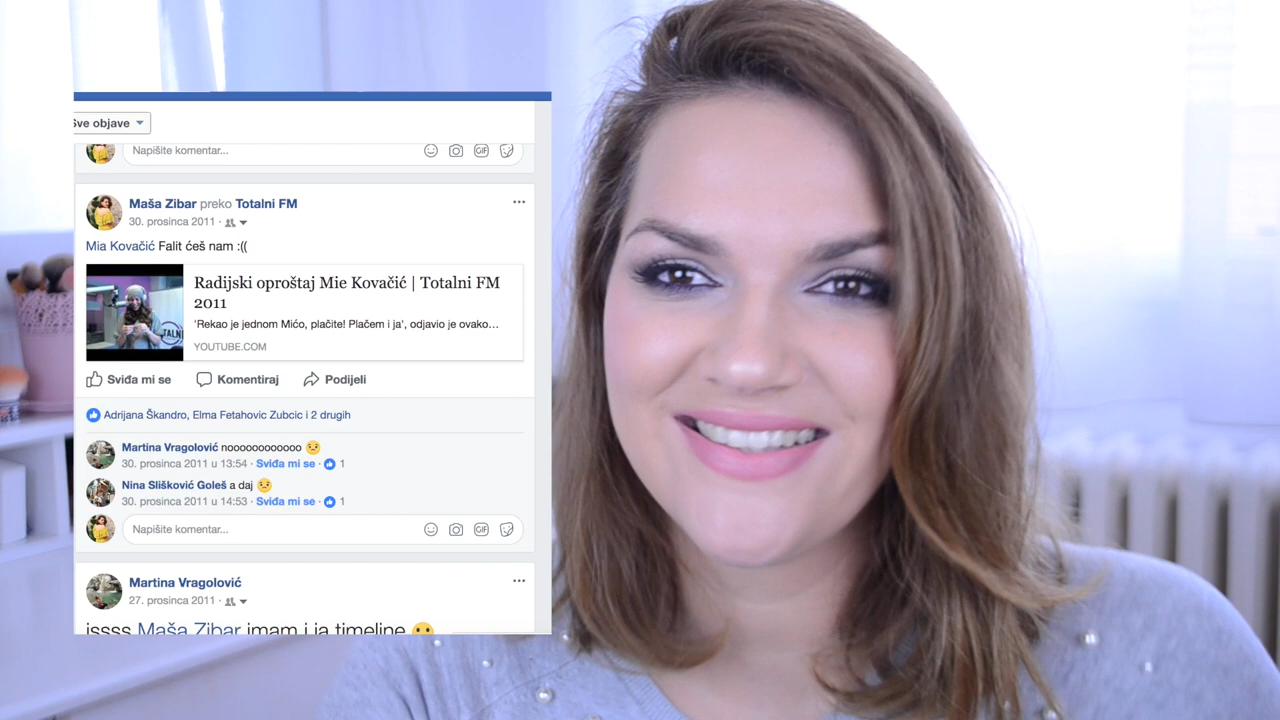 Sve objave
Napišite komentar...
GIF
Maša Zibar preko Totalni FM
30. prosinca 2011 ·
Mia Kovačić Falit ćeš nam :((
Radijski oproštaj Mie Kovačić | Totalni FM
2011
'Rekao je jednom Mićo, plačite! Plačem i ja', odjavio je ovako...
YOUTUBE.COM
TALN
Sviđa mi se Komentiraj Podijeli
Adrijana Škandro, Elma Fetahovic Zubcic i 2 drugih
Martina Vragolović noooooooooooo 😒
30. prosinca 2011 u 13:54 · Sviđa mi se · 1
Nina Slišković Goleš a daj 😒
30. prosinca 2011 u 14:53 · Sviđa mi se · 1
Napišite komentar...
GIF
Martina Vragolović
27. prosinca 2011 ·
issss Maša Zibar imam i ja timeline